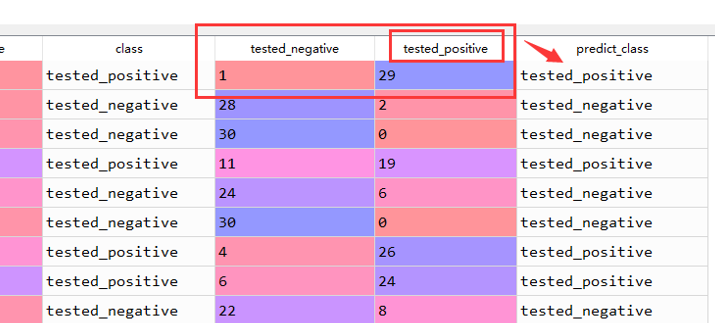 e class tested_negative tested_positive predict_class
tested_positive 1 29 tested_positive
tested_negative 28 2 tested_negative
tested_negative 30 0 tested_negative
tested_positive 11 19 tested_positive
tested_negative 24 6 tested_negative
tested_negative 30 0 tested_negative
tested_positive 4 26 tested_positive
tested_positive 6 24 tested_positive
tested_negative 22 8 tested_negative